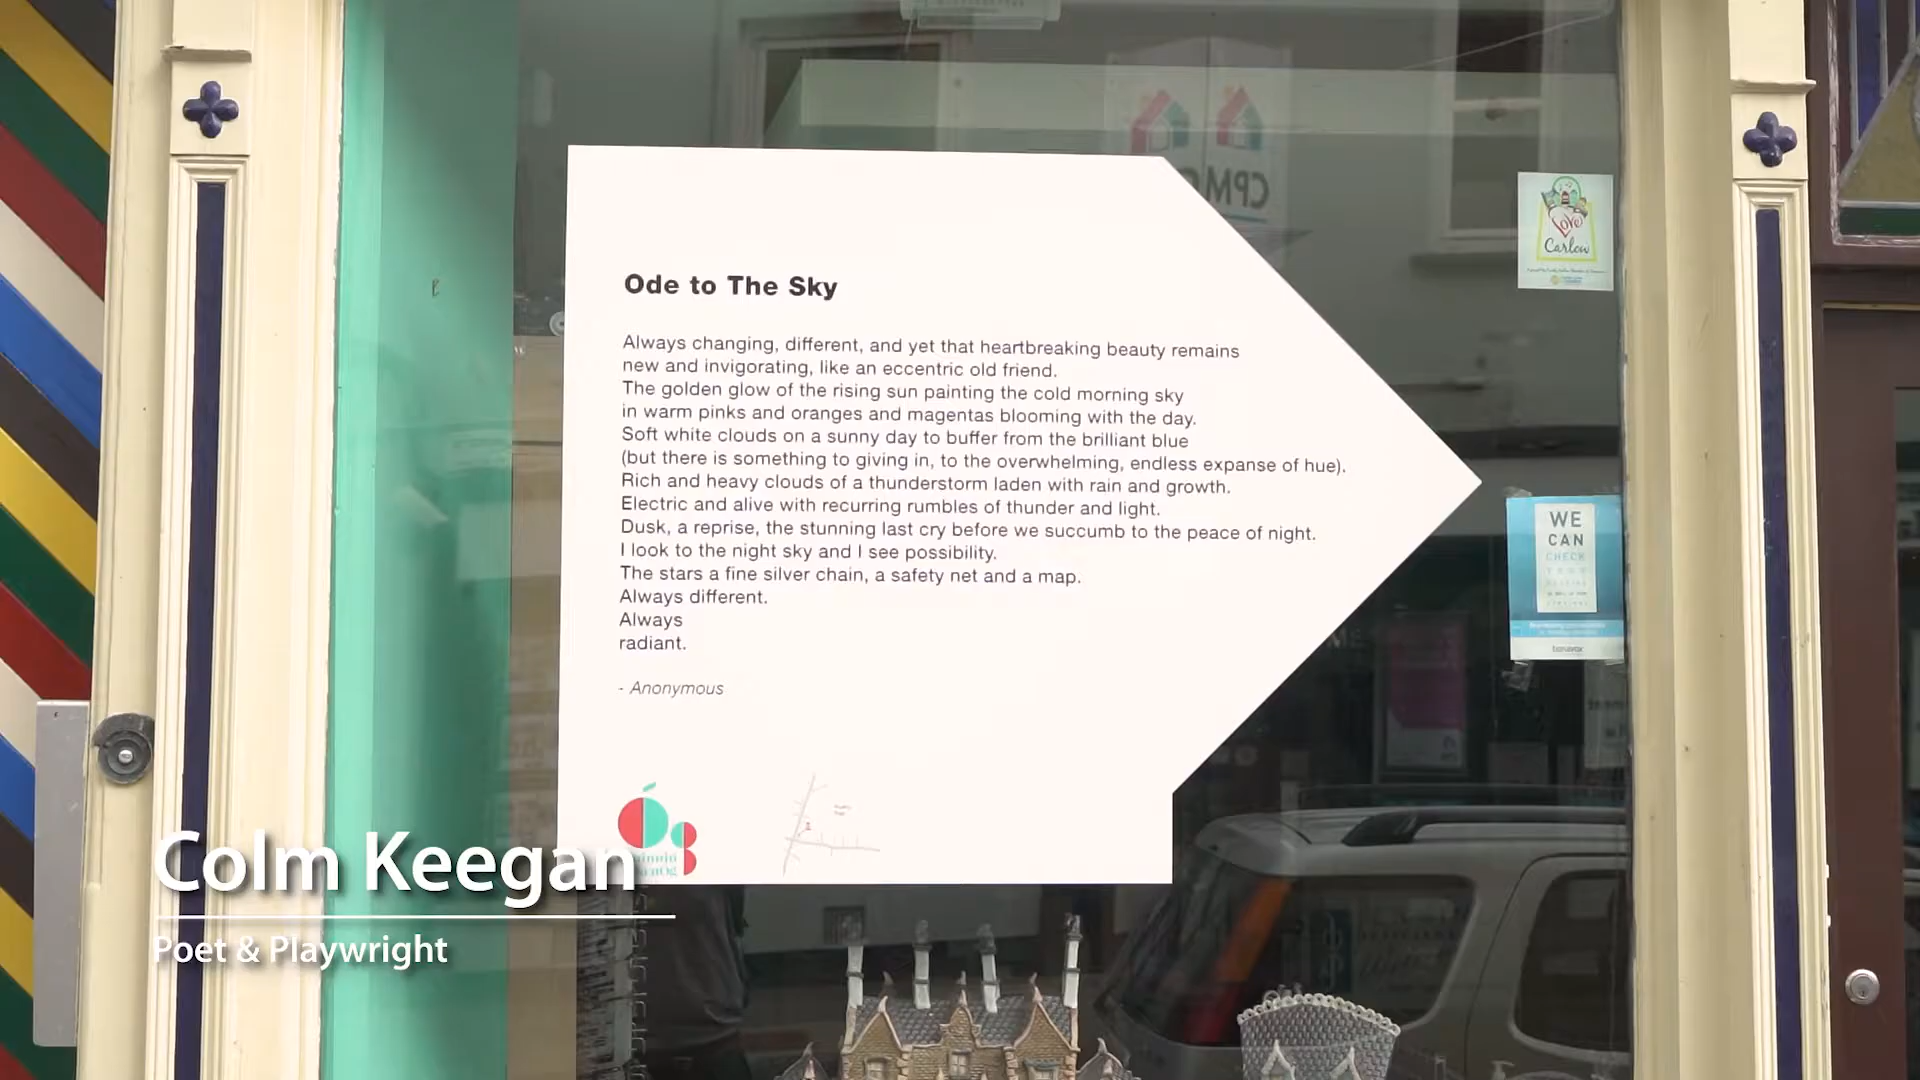 Ode to The Sky
Always changing, different, and yet that heartbreaking beauty remains
new and invigorating, like an eccentric old friend.
The golden glow of the rising sun painting the cold morning sky
in warm pinks and oranges and magentas blooming with the day.
Soft white clouds on a sunny day to buffer from the brilliant blue
(but there is something to giving in, to the overwhelming, endless expanse of hue).
Rich and heavy clouds of a thunderstorm laden with rain and growth.
Electric and alive with recurring rumbles of thunder and light.
Dusk, a reprise, the stunning last cry before we succumb to the peace of night.
I look to the night sky and I see possibility.
The stars a fine silver chain, a safety net and a map.
Always different.
Always
radiant.
- Anonymous
Love
Carlow
WE
CAN
CHECK
YOUR
CPM
Colm Keegan
Poet & Playwright